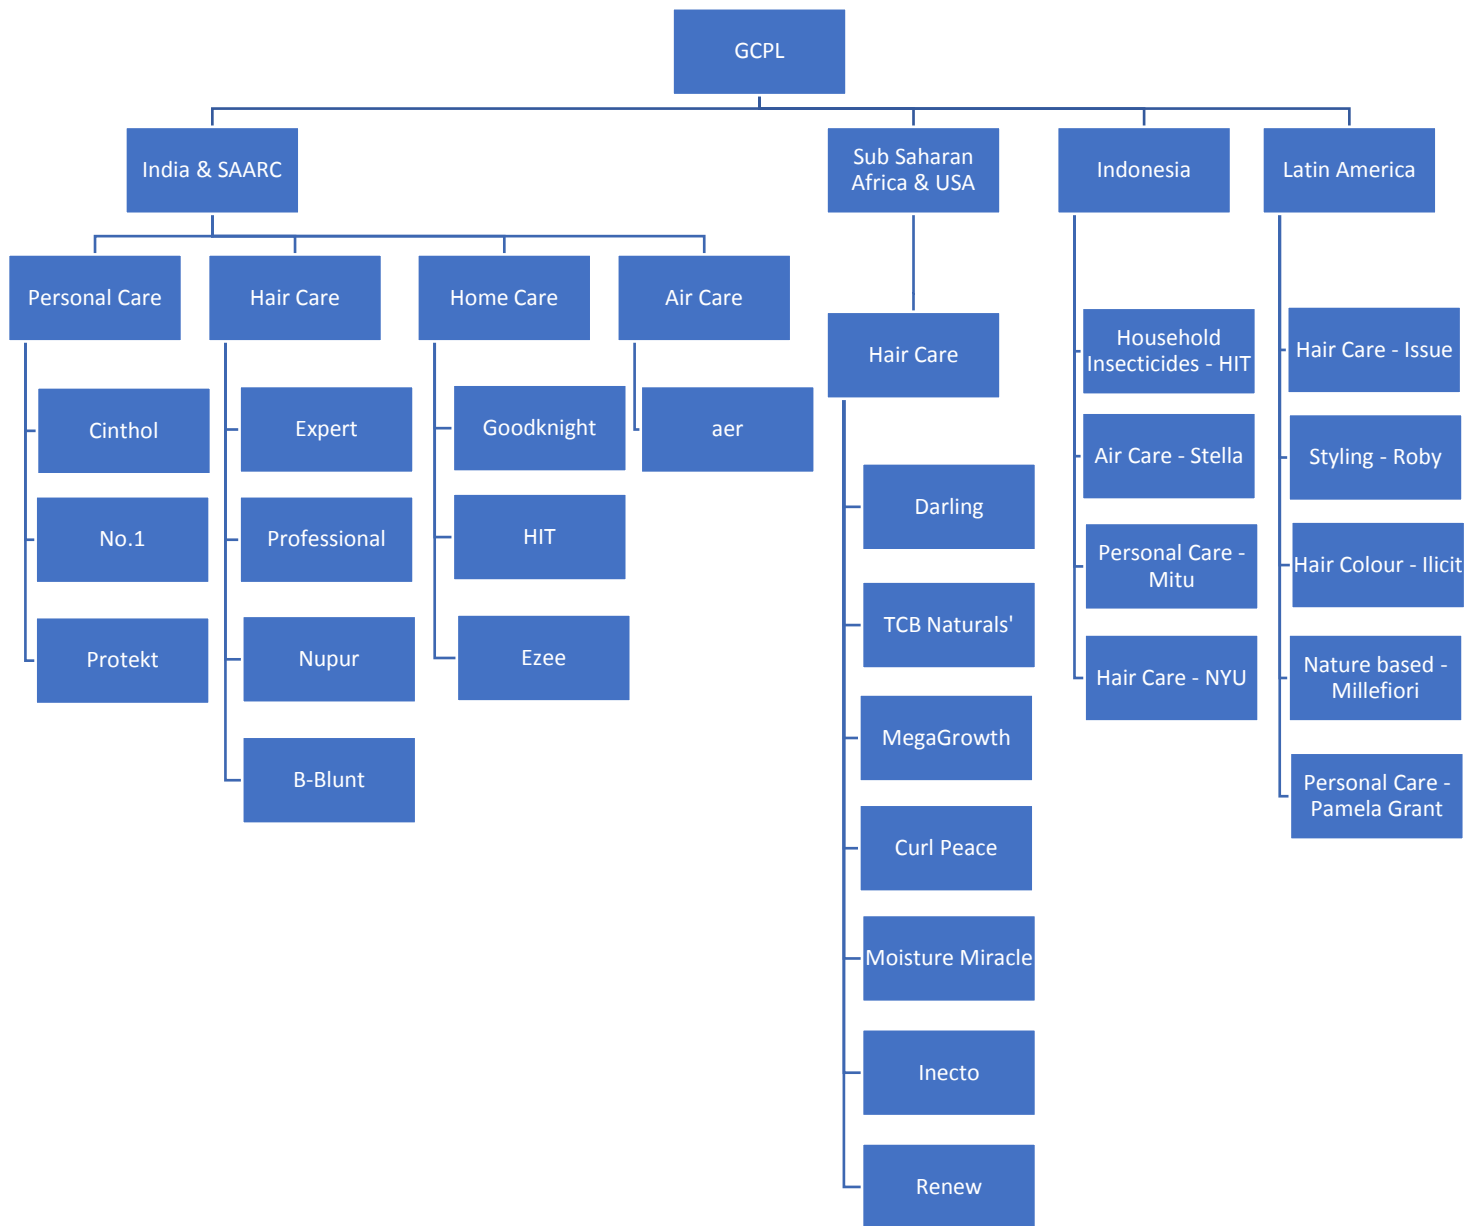 GCPL
India & SAARC
Sub Saharan
Africa & USA
Indonesia
Latin America
Personal Care
Hair Care
Home Care
Air Care
Cinthol
No.1
Protekt
Expert
Professional
Nupur
B-Blunt
Goodknight
HIT
Ezee
aer
Hair Care
Darling
TCB Naturals'
MegaGrowth
Curl Peace
Moisture Miracle
Inecto
Renew
Household
Insecticides - HIT
Air Care - Stella
Personal Care -
Mitu
Hair Care - NYU
Hair Care - Issue
Styling - Roby
Hair Colour - Ilicit
Nature based -
Millefiori
Personal Care -
Pamela Grant